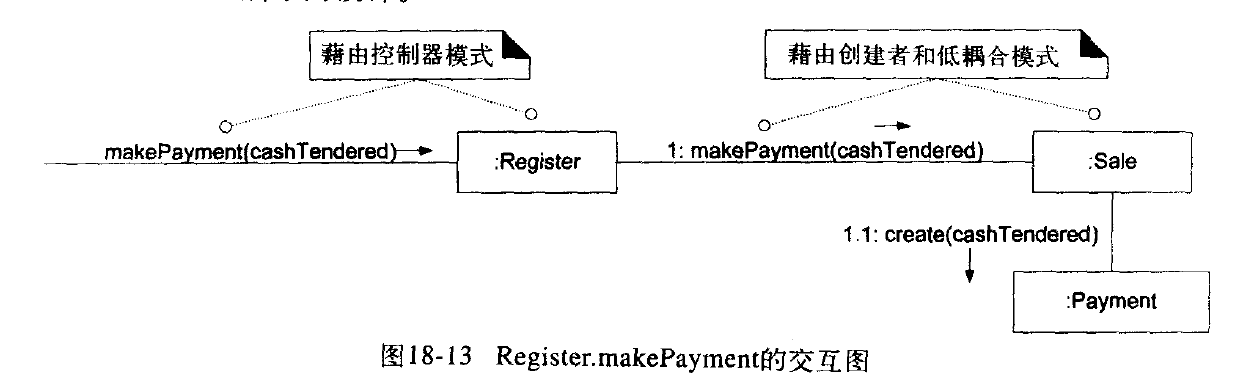 藉由控制器模式
藉由创建者和低耦合模式
makePayment(cashTendered)
:Register
1: makePayment(cashTendered)
:Sale
1.1: create(cashTendered)
:Payment
图18-13 Register.makePayment的交互图